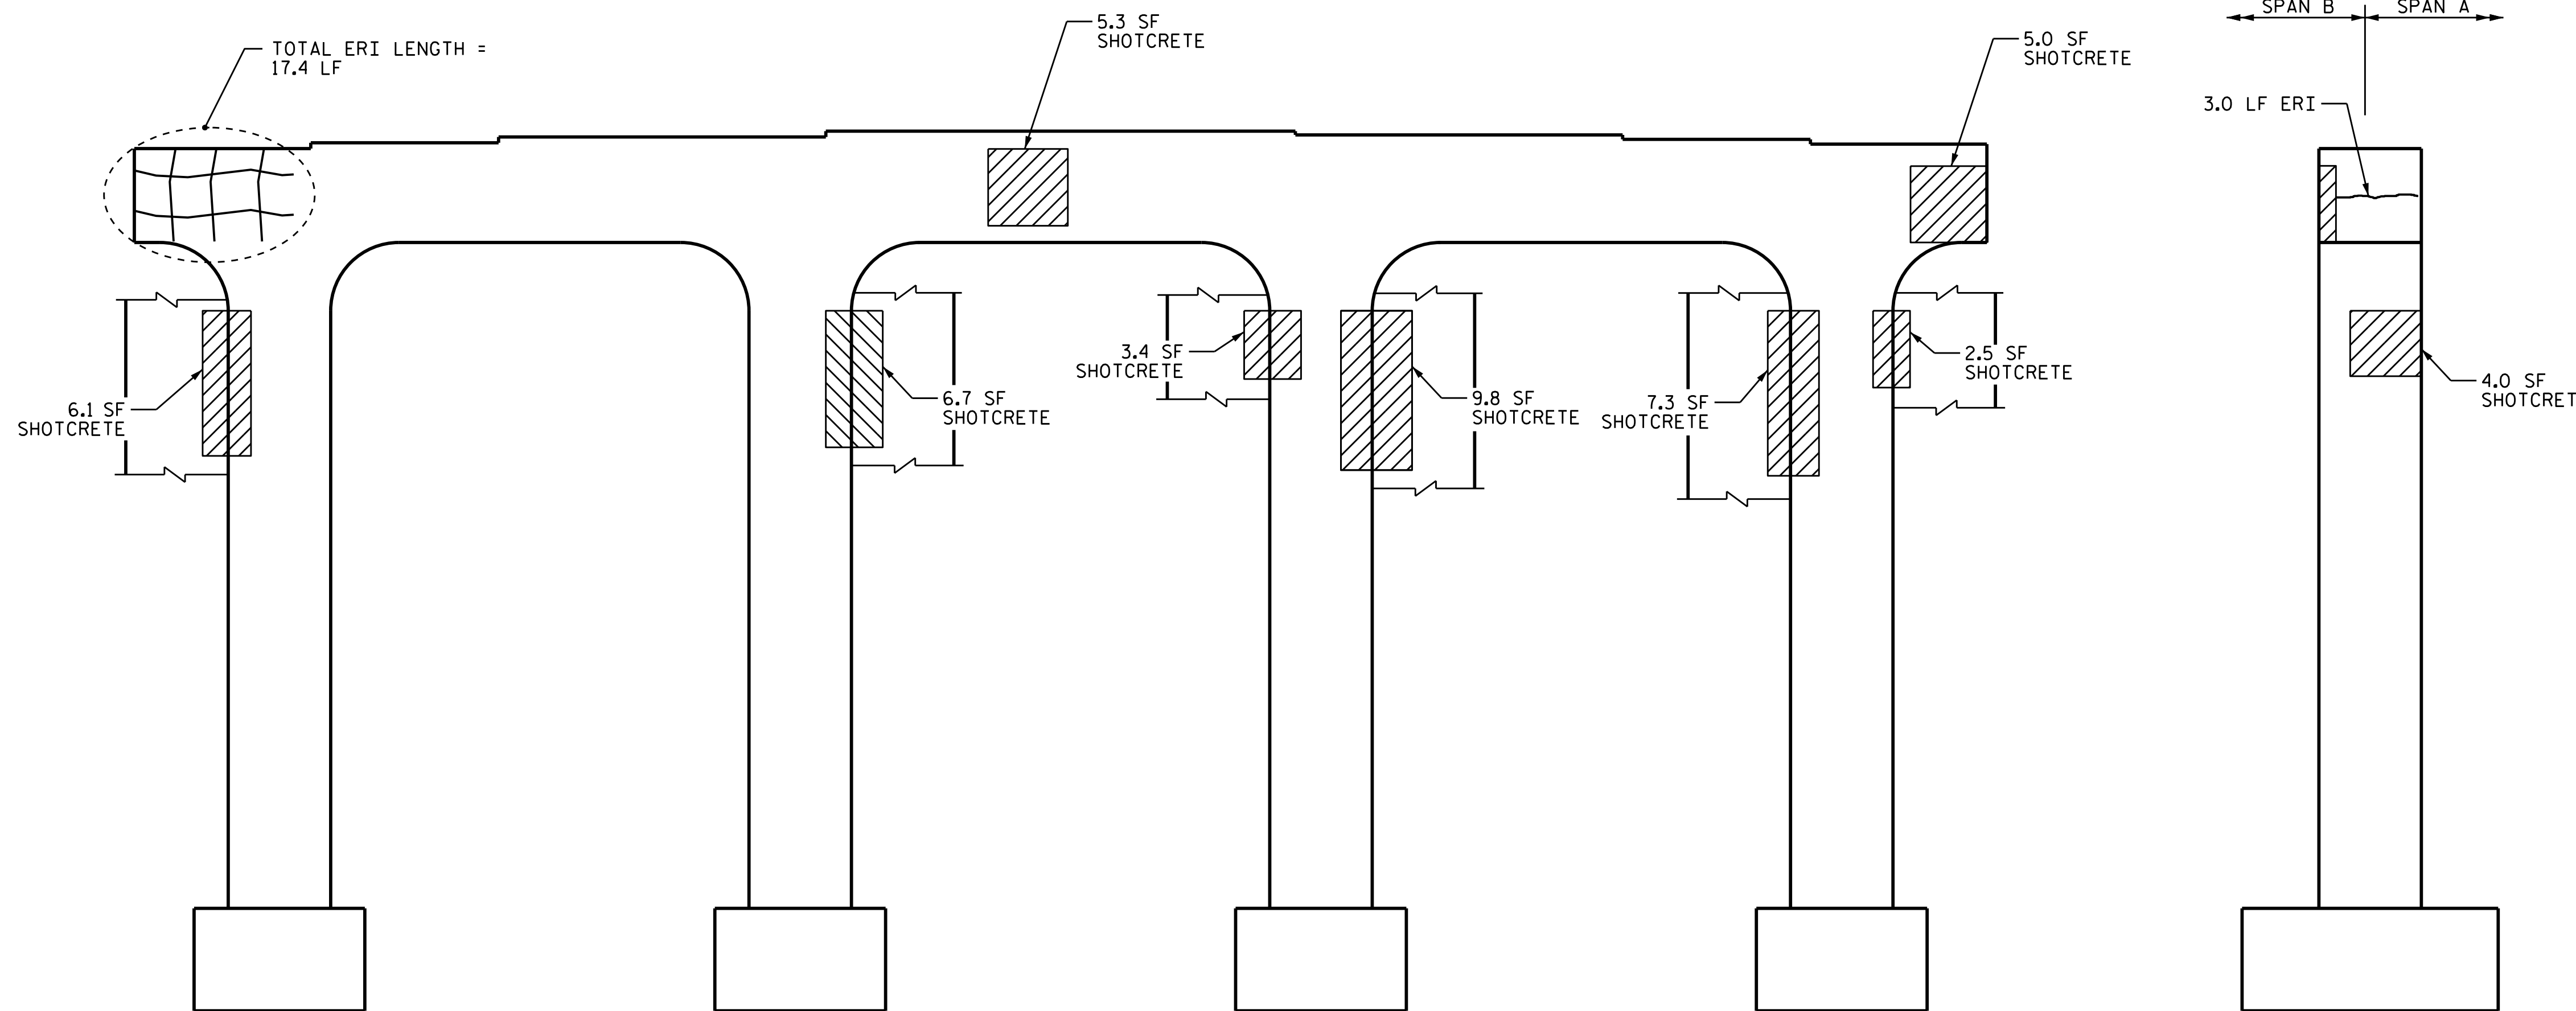 TOTAL ERI LENGTH =
17.4 LF
5.3 SF
SHOTCRETE
5.0 SF
SHOTCRETE
SPAN B
SPAN A
3.0 LF ERI
6.1 SF
SHOTCRETE
6.7 SF
SHOTCRETE
3.4 SF
SHOTCRETE
9.8 SF
SHOTCRETE
7.3 SF
SHOTCRETE
2.5 SF
SHOTCRETE
4.0 SF
SHOTCRET